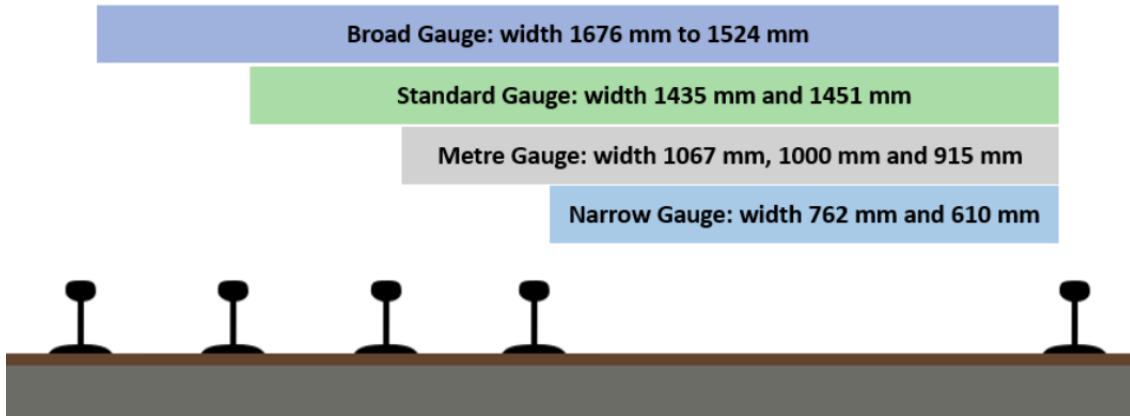 Broad Gauge: width 1676 mm to 1524 mm
Standard Gauge: width 1435 mm and 1451 mm
Metre Gauge: width 1067 mm, 1000 mm and 915 mm
Narrow Gauge: width 762 mm and 610 mm